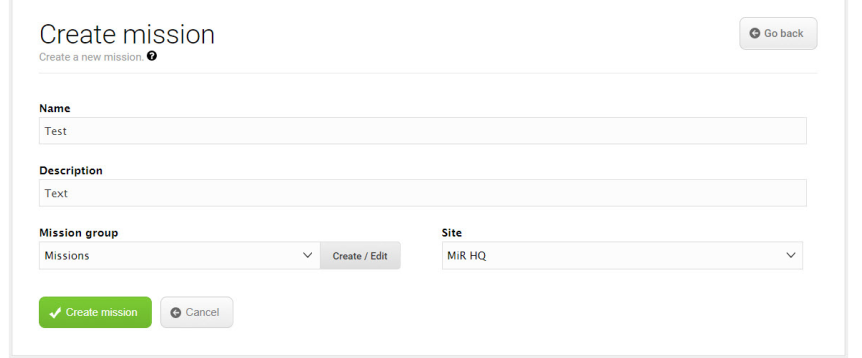 Create mission
Go back
Create a new mission.
Name
Test
Description
Text
Mission group
Site
Missions
Create / Edit
MiR HQ
Create mission
Cancel